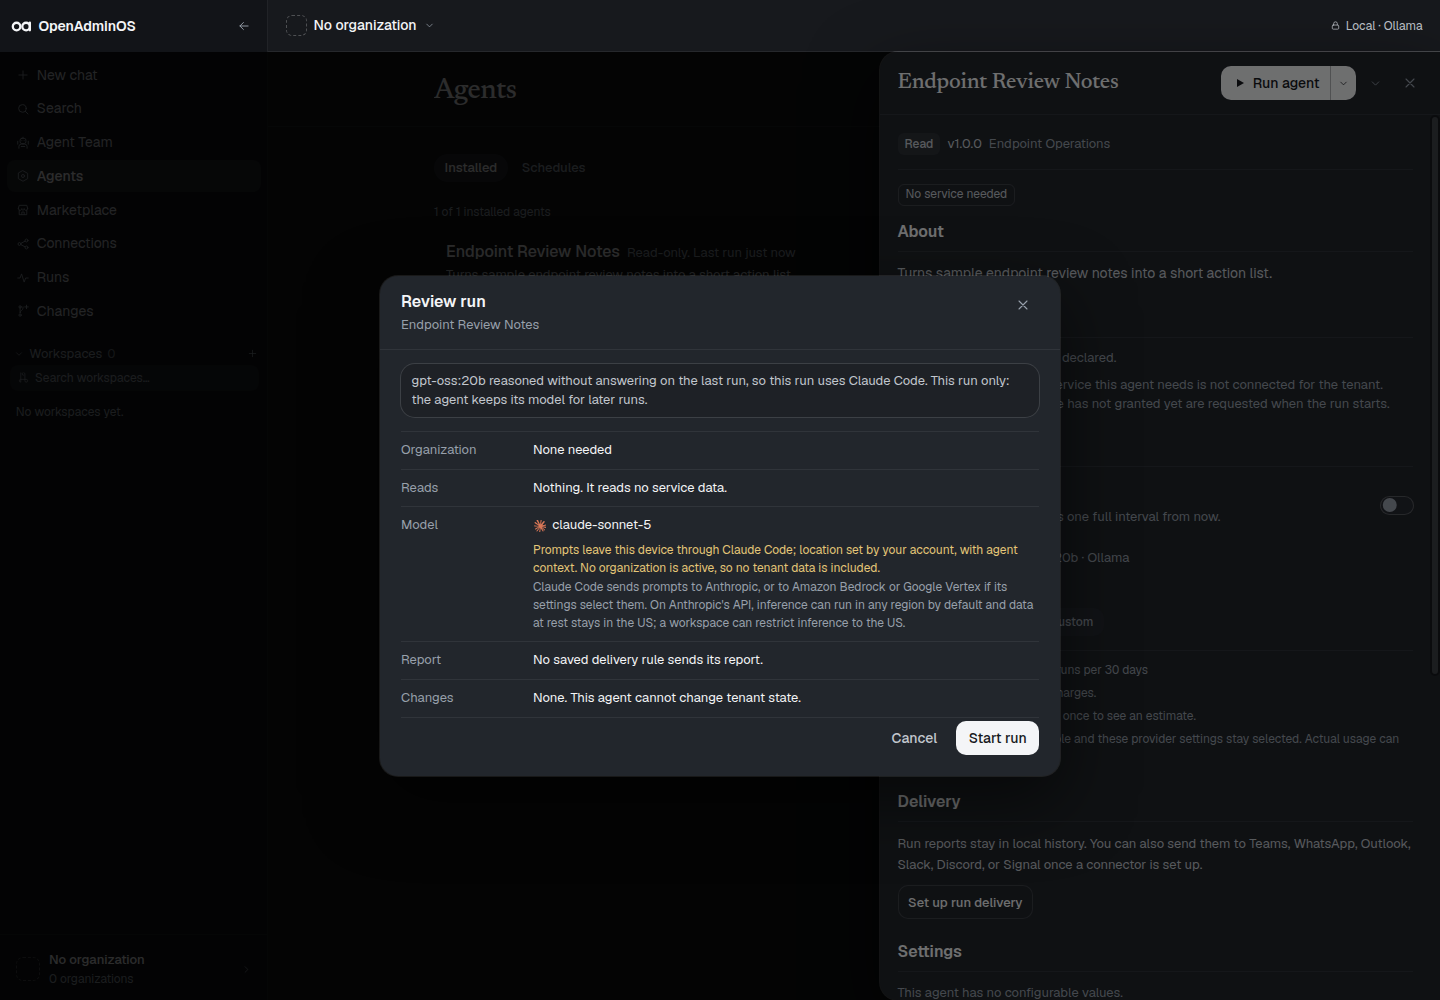 OpenAdminOS
No organization
Local · Ollama
New chat
Search
Agent Team
Agents
Marketplace
Connections
Runs
Changes
Workspaces 0
Search workspaces...
No workspaces yet.
No organization
0 organizations
Agents
Installed Schedules
1 of 1 installed agents
Endpoint Review Notes Read-only. Last run just now
Turns sample endpoint review notes into a short action list.
Endpoint Review Notes
Run agent
Read v1.0.0 Endpoint Operations
No service needed
About
Turns sample endpoint review notes into a short action list.
declared.
service this agent needs is not connected for the tenant.
has not granted yet are requested when the run starts.
one full interval from now.
20b · Ollama
runs per 30 days
once to see an estimate.
and these provider settings stay selected. Actual usage can
Delivery
Run reports stay in local history. You can also send them to Teams, WhatsApp, Outlook,
Slack, Discord, or Signal once a connector is set up.
Set up run delivery
Settings
This agent has no configurable values.
Review run
Endpoint Review Notes
gpt-oss:20b reasoned without answering on the last run, so this run uses Claude Code. This run only:
the agent keeps its model for later runs.
Organization None needed
Reads Nothing. It reads no service data.
Model claude-sonnet-5
Prompts leave this device through Claude Code; location set by your account, with agent
context. No organization is active, so no tenant data is included.
Claude Code sends prompts to Anthropic, or to Amazon Bedrock or Google Vertex if its
settings select them. On Anthropic's API, inference can run in any region by default and data
at rest stays in the US; a workspace can restrict inference to the US.
Report No saved delivery rule sends its report.
Changes None. This agent cannot change tenant state.
Cancel Start run